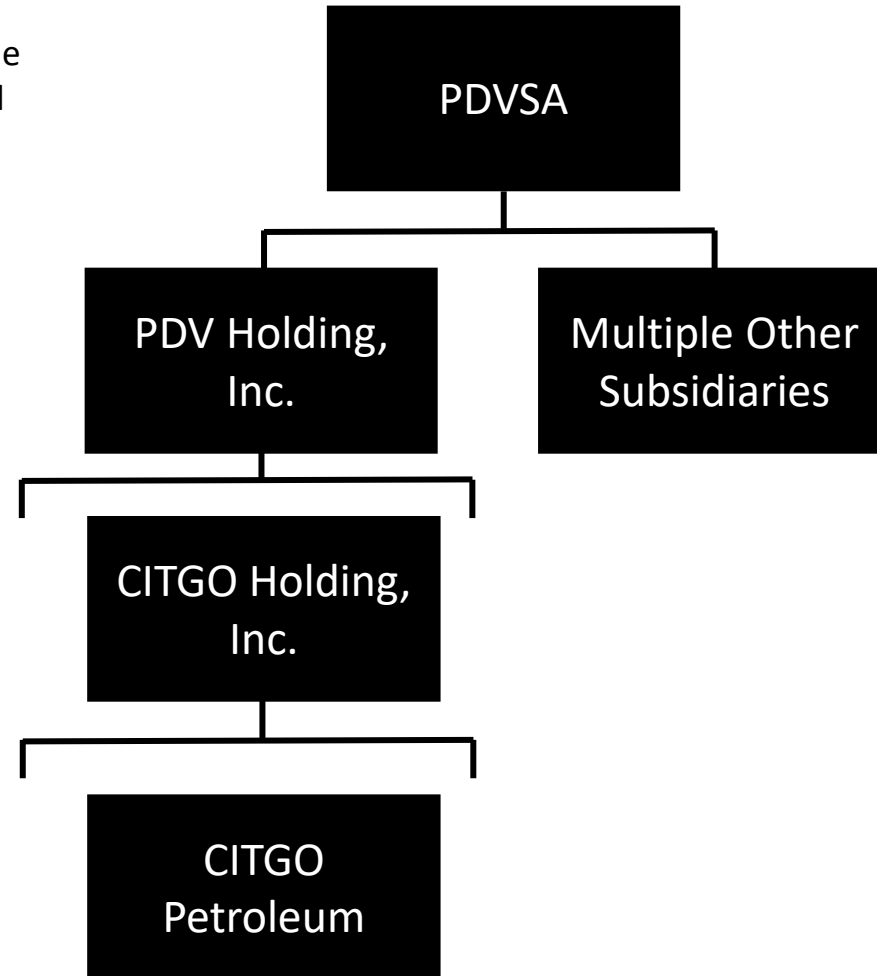 e
PDVSA
PDV Holding,
Inc.
Multiple Other
Subsidiaries
CITGO Holding,
Inc.
CITGO
Petroleum